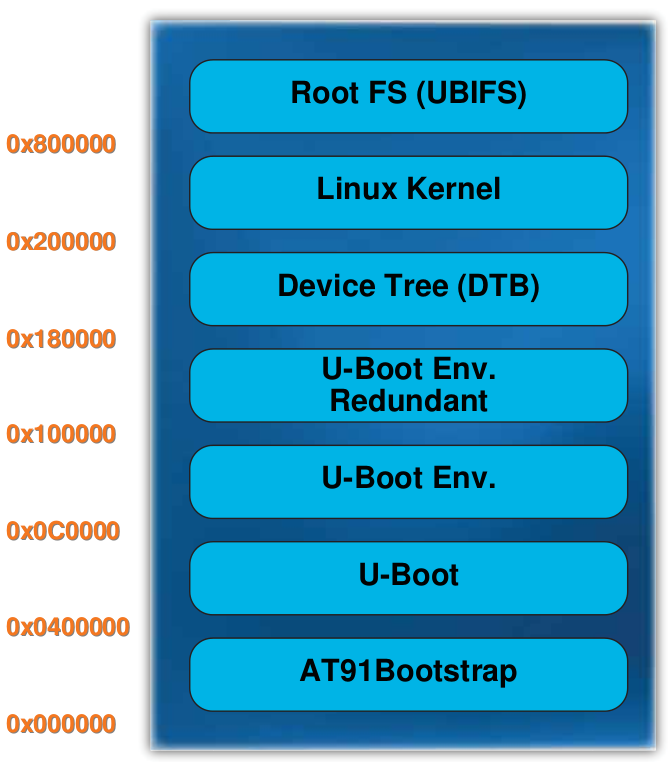 Root FS (UBIFS)
0x800000
Linux Kernel
0x200000
Device Tree (DTB)
0x180000
U-Boot Env.
Redundant
0x100000
U-Boot Env.
0x0C0000
U-Boot
0x0400000
AT91Bootstrap
0x000000